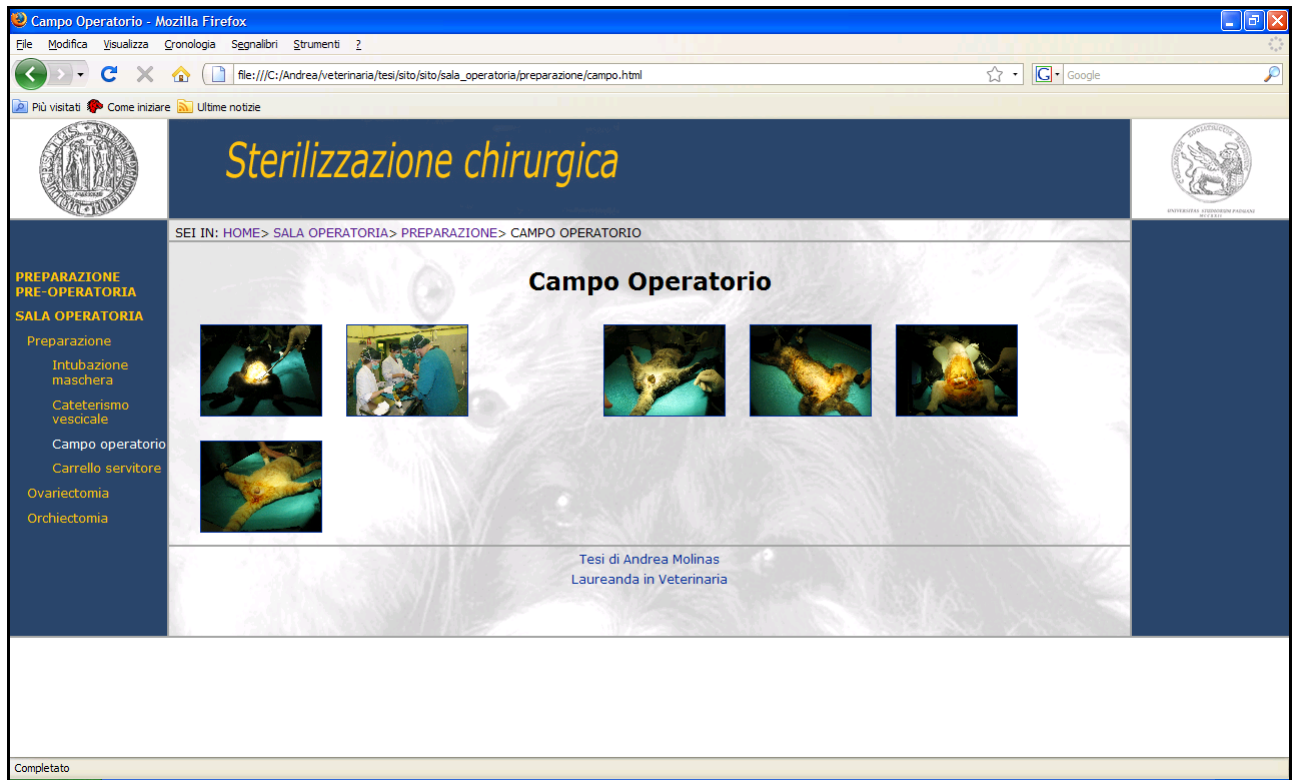 Campo Operatorio - Mozilla Firefox
File Modifica Visualizza Cronologia Segnalibri Strumenti ?
file:///C:/Andrea/veterinaria/tesi/sito/sito/sala_operatoria/preparazione/campo.html
G Google
Più visitati Come iniziare Ultime notizie
Sterilizzazione chirurgica
SEI IN: HOME> SALA OPERATORIA> PREPARAZIONE> CAMPO OPERATORIO
PREPARAZIONE
PRE-OPERATORIA
SALA OPERATORIA
Preparazione
Intubazione
maschera
Cateterismo
vescicale
Campo operatorio
Carrello servitore
Ovariectomia
Orchiectomia
Campo Operatorio
Tesi di Andrea Molinas
Laureanda in Veterinaria
Completato